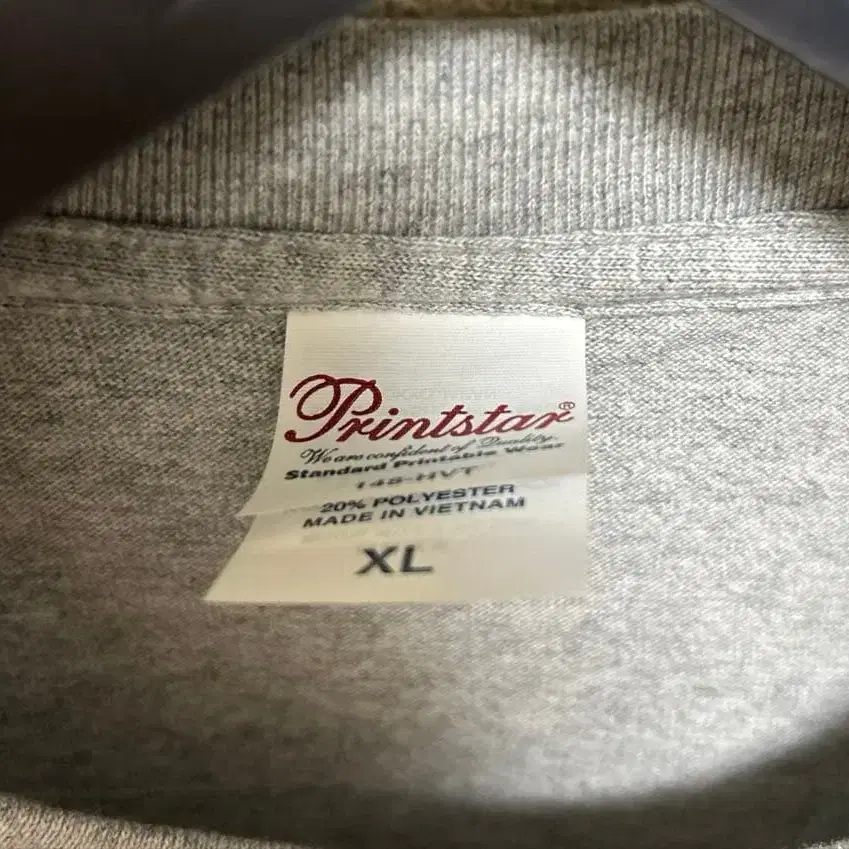 Printstar®
We are confident of Quality.
Standard Printable Wear
148-HVT
20% POLYESTER
MADE IN VIETNAM
XL